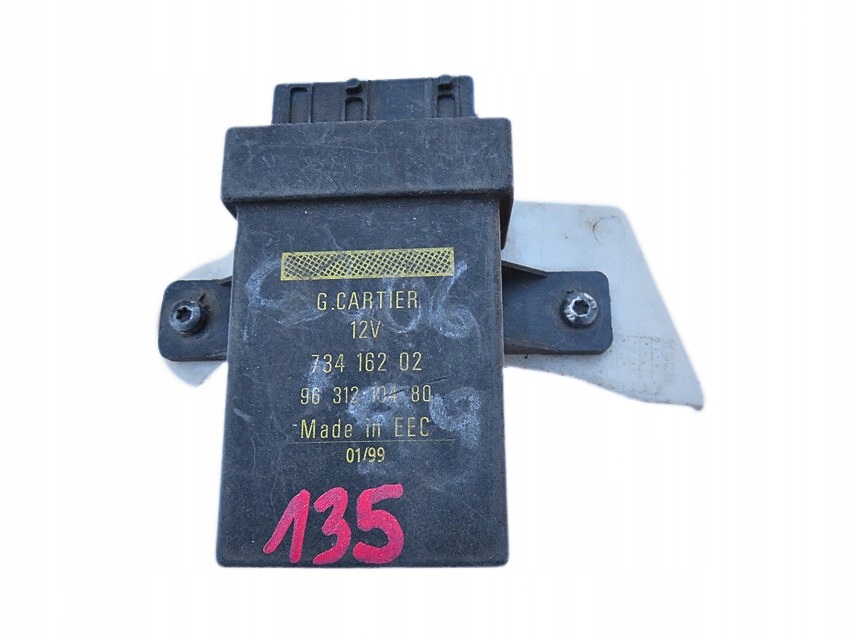 G.CARTIER
12V
734 162 02
96 312 104 80
Made in EEC
01/99
135